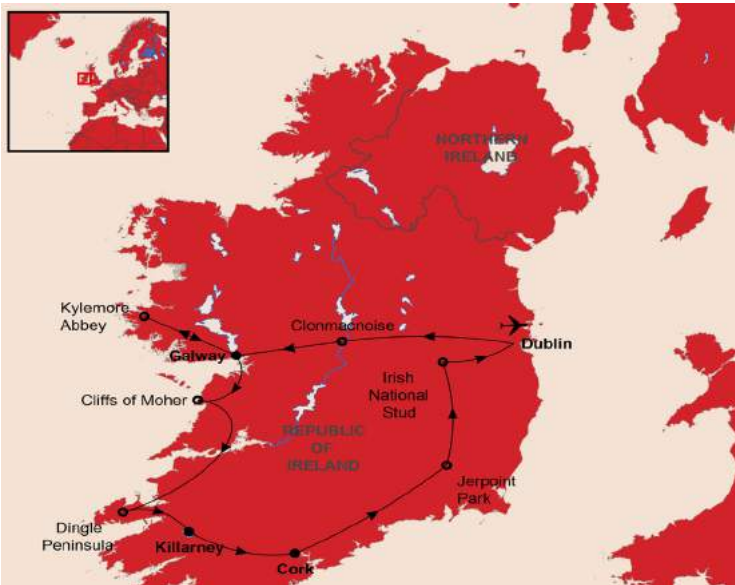 NORTHERN
IRELAND
Kylemore
Abbey
Clonmacnoise
Galway
Dublin
Irish
National
Stud
Cliffs of Moher
REPUBLIC
OF
IRELAND
Jerpoint
Park
Dingle
Peninsula
Killarney
Cork